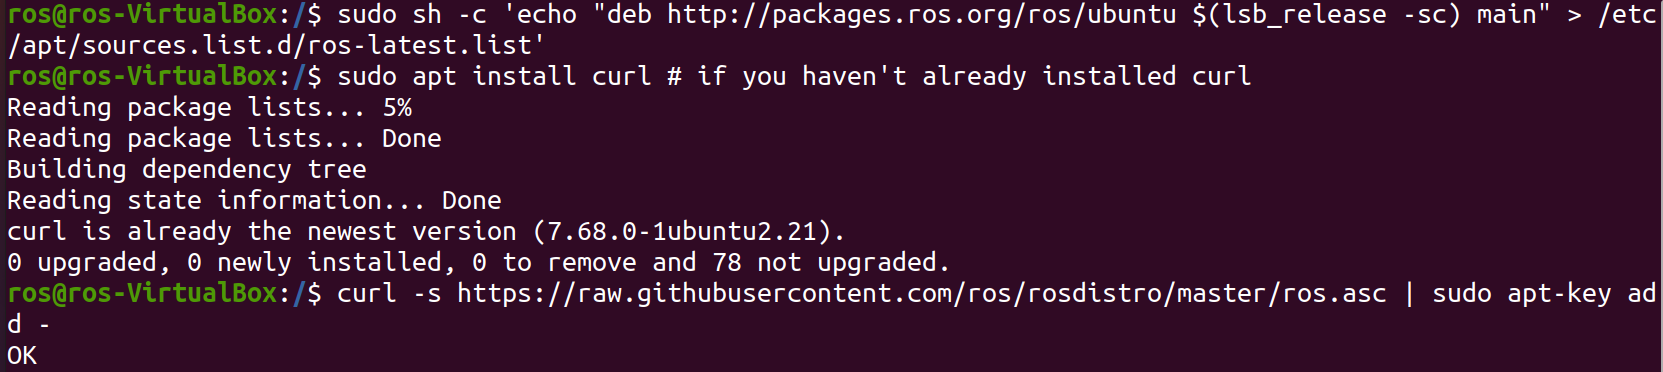 ros@ros-VirtualBox:/$ sudo sh -c 'echo "deb http://packages.ros.org/ros/ubuntu $(lsb_release -sc) main" > /etc
/apt/sources.list.d/ros-latest.list'
ros@ros-VirtualBox:/$ sudo apt install curl # if you haven't already installed curl
Reading package lists... 5%
Reading package lists... Done
Building dependency tree
Reading state information... Done
curl is already the newest version (7.68.0-1ubuntu2.21).
0 upgraded, 0 newly installed, 0 to remove and 78 not upgraded.
ros@ros-VirtualBox:/$ curl -s https://raw.githubusercontent.com/ros/rosdistro/master/ros.asc | sudo apt-key ad
d -
OK